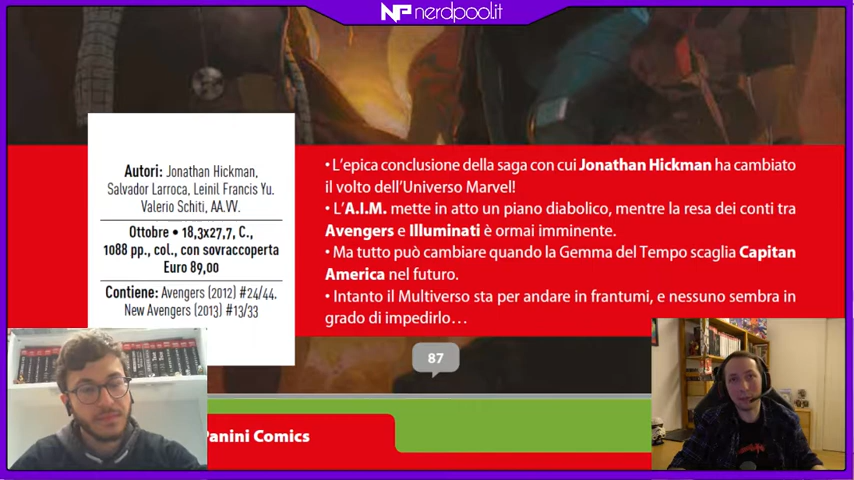 NP nerdpool.it
Autori: Jonathan Hickman,
Salvador Larroca, Leinil Francis Yu.
Valerio Schiti, AA.VV.
Ottobre • 18,3x27,7, C.,
1088 pp., col., con sovraccoperta
Euro 89,00
Contiene: Avengers (2012) #24/44,
New Avengers (2013) #13/33
• L'epica conclusione della saga con cui Jonathan Hickman ha cambiato
il volto dell'Universo Marvel!
• L'A.I.M. mette in atto un piano diabolico, mentre la resa dei conti tra
Avengers e Illuminati è ormai imminente.
• Ma tutto può cambiare quando la Gemma del Tempo scaglia Capitan
America nel futuro.
• Intanto il Multiverso sta per andare in frantumi, e nessuno sembra in
grado di impedirlo…
87
Panini Comics